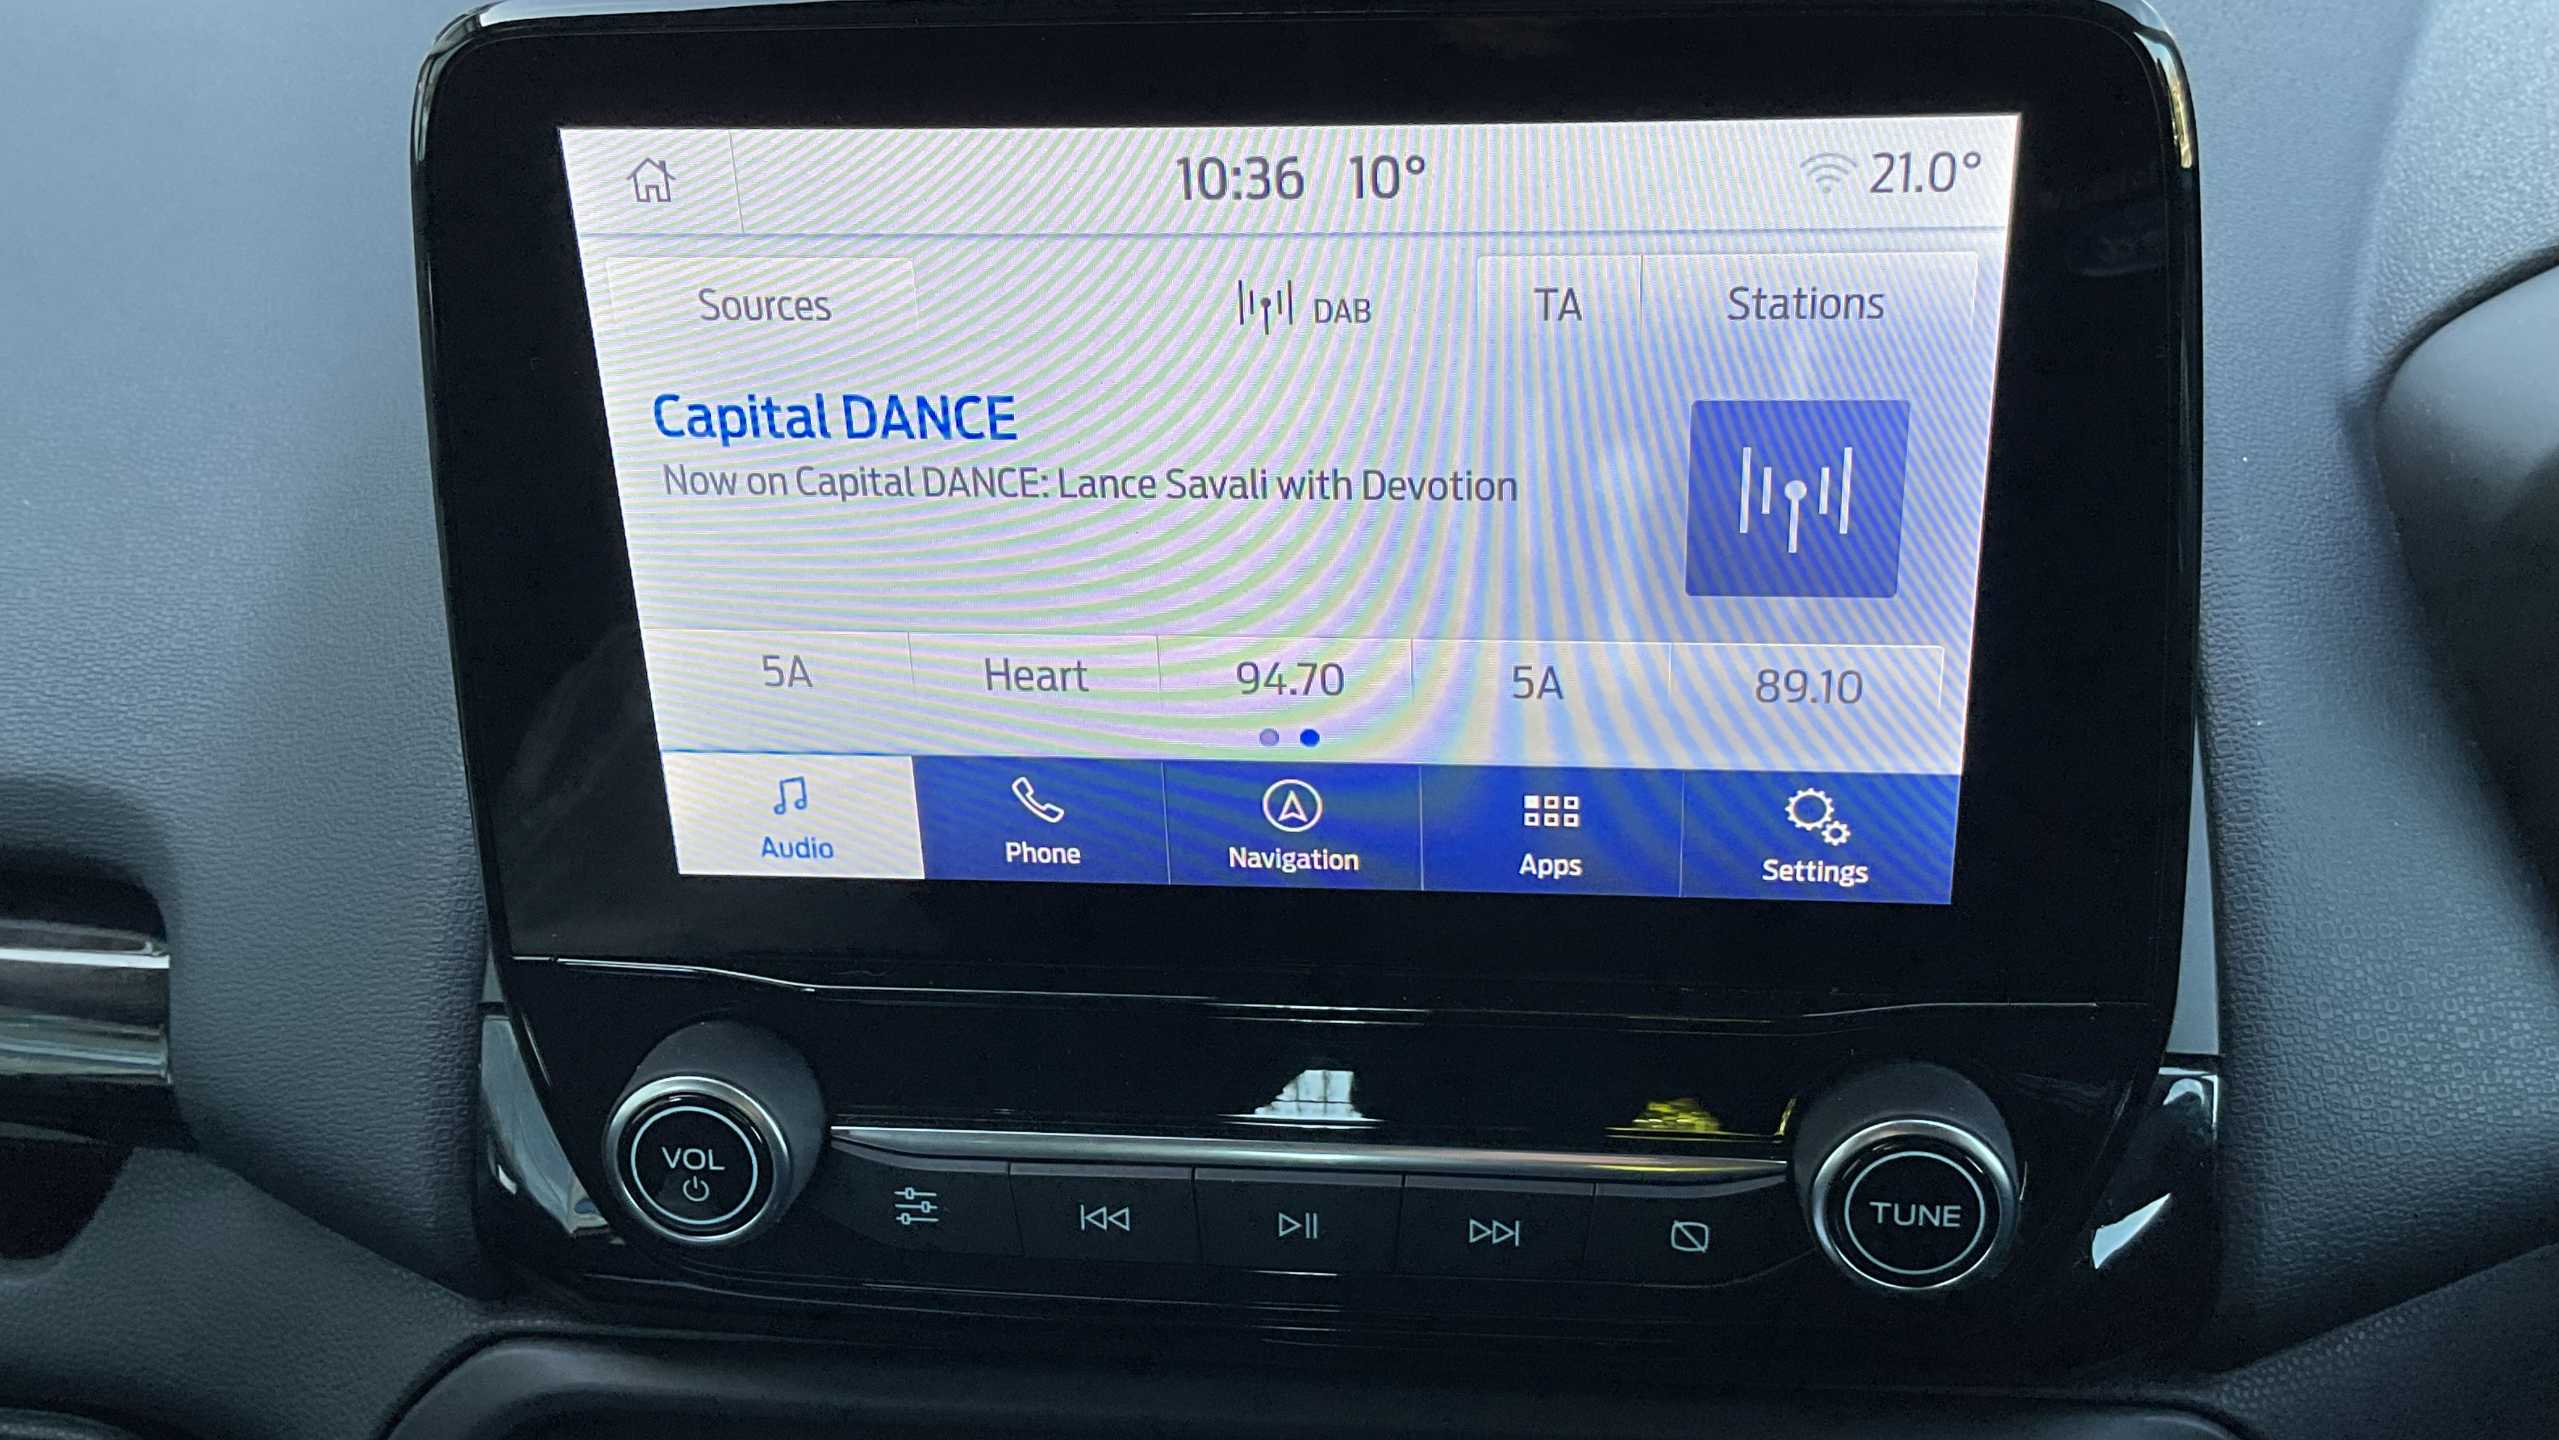 10:36 10° 21.0°
Sources DAB TA Stations
Capital DANCE
Now on Capital DANCE: Lance Savali with Devotion
5A Heart 94.70 5A 89.10
Audio Phone Navigation Apps Settings
VOL TUNE